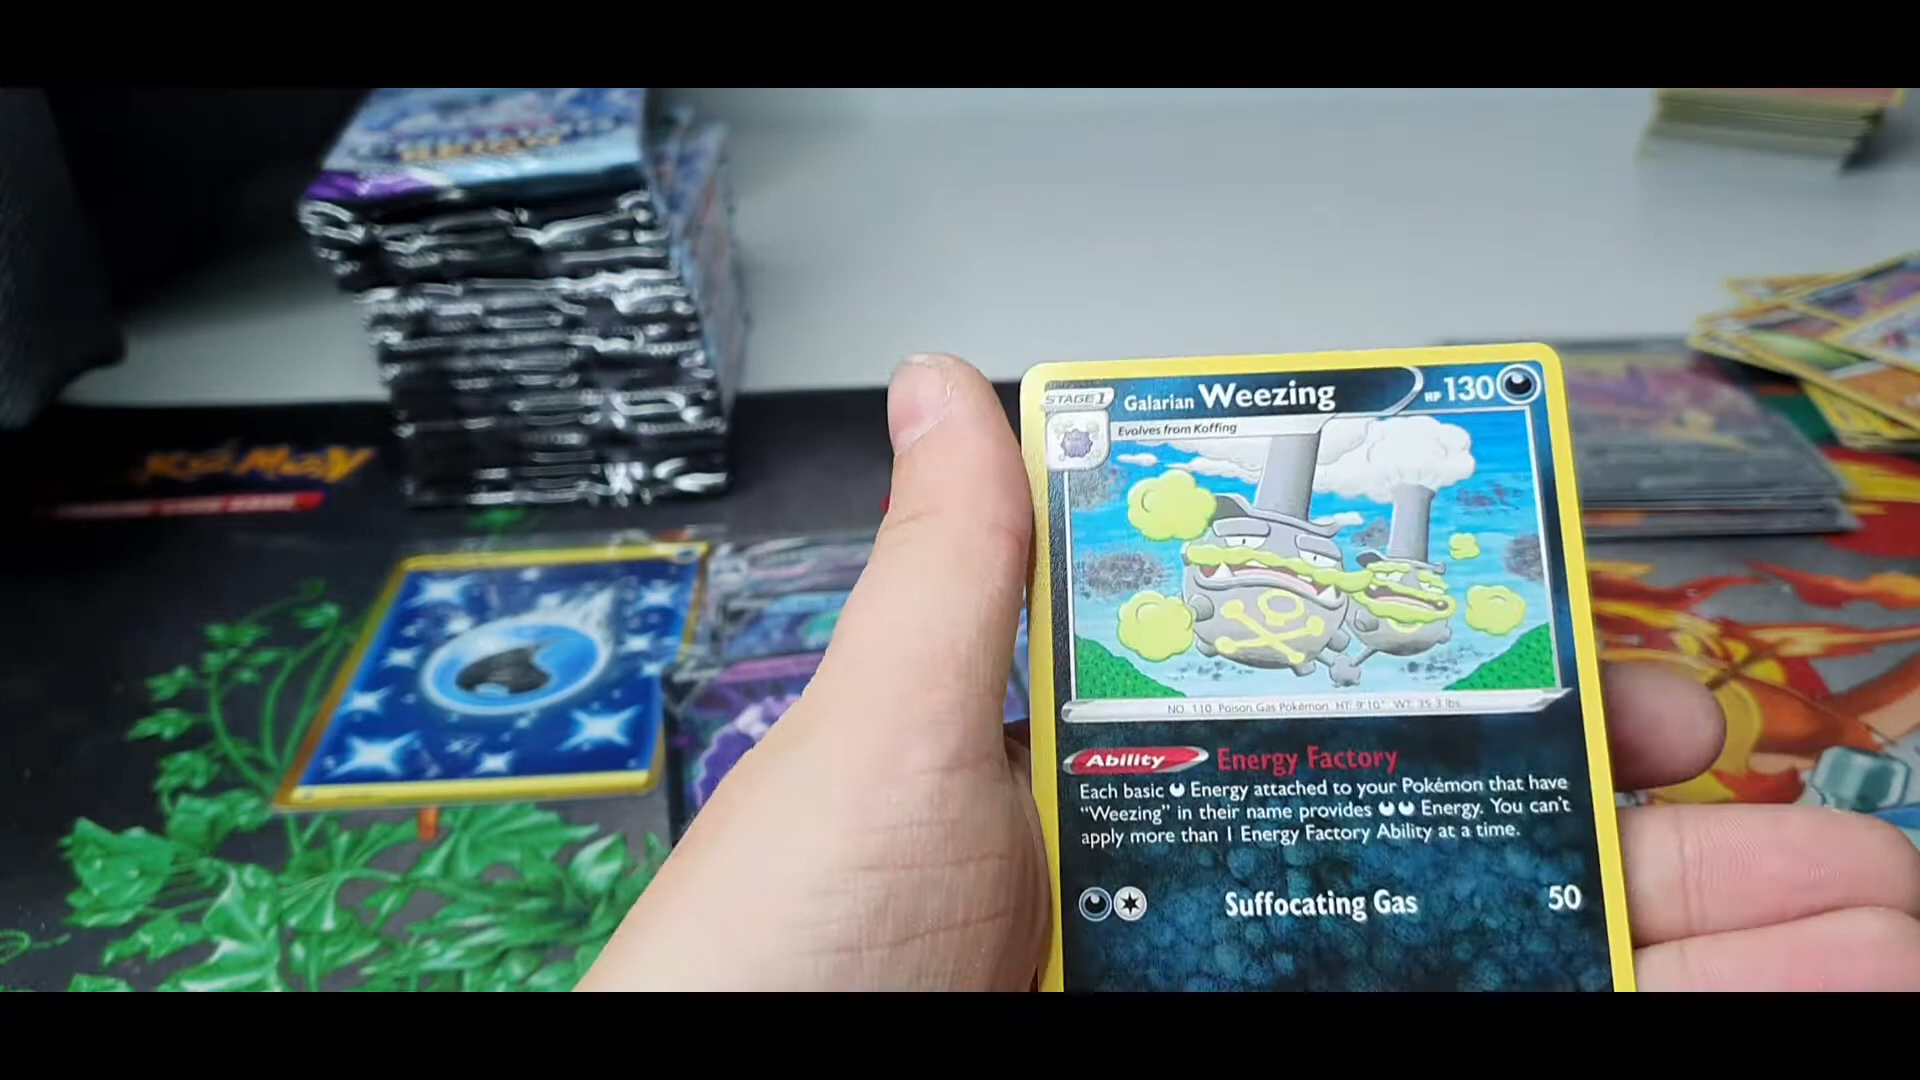 REIGN
POKéMON
STAGE 1
Galarian Weezing
HP 130
Evolves from Koffing
NO. 110 Poison Gas Pokémon HT: 9'10" WT: 35.3 lbs.
Ability Energy Factory
Each basic Energy attached to your Pokémon that have
“Weezing” in their name provides Energy. You can't
apply more than 1 Energy Factory Ability at a time.
Suffocating Gas 50